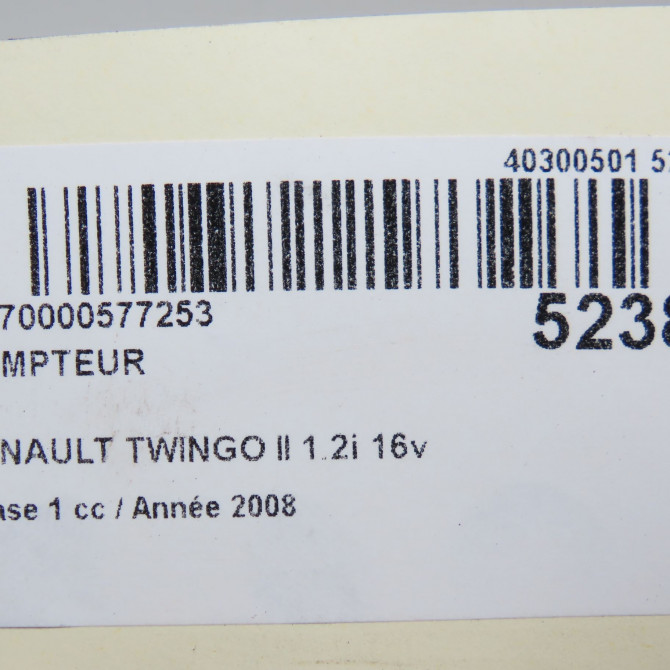 40300501 5
70000577253
5238
MPTEUR
NAULT TWINGO II 1.2i 16v
ase 1 cc / Année 2008